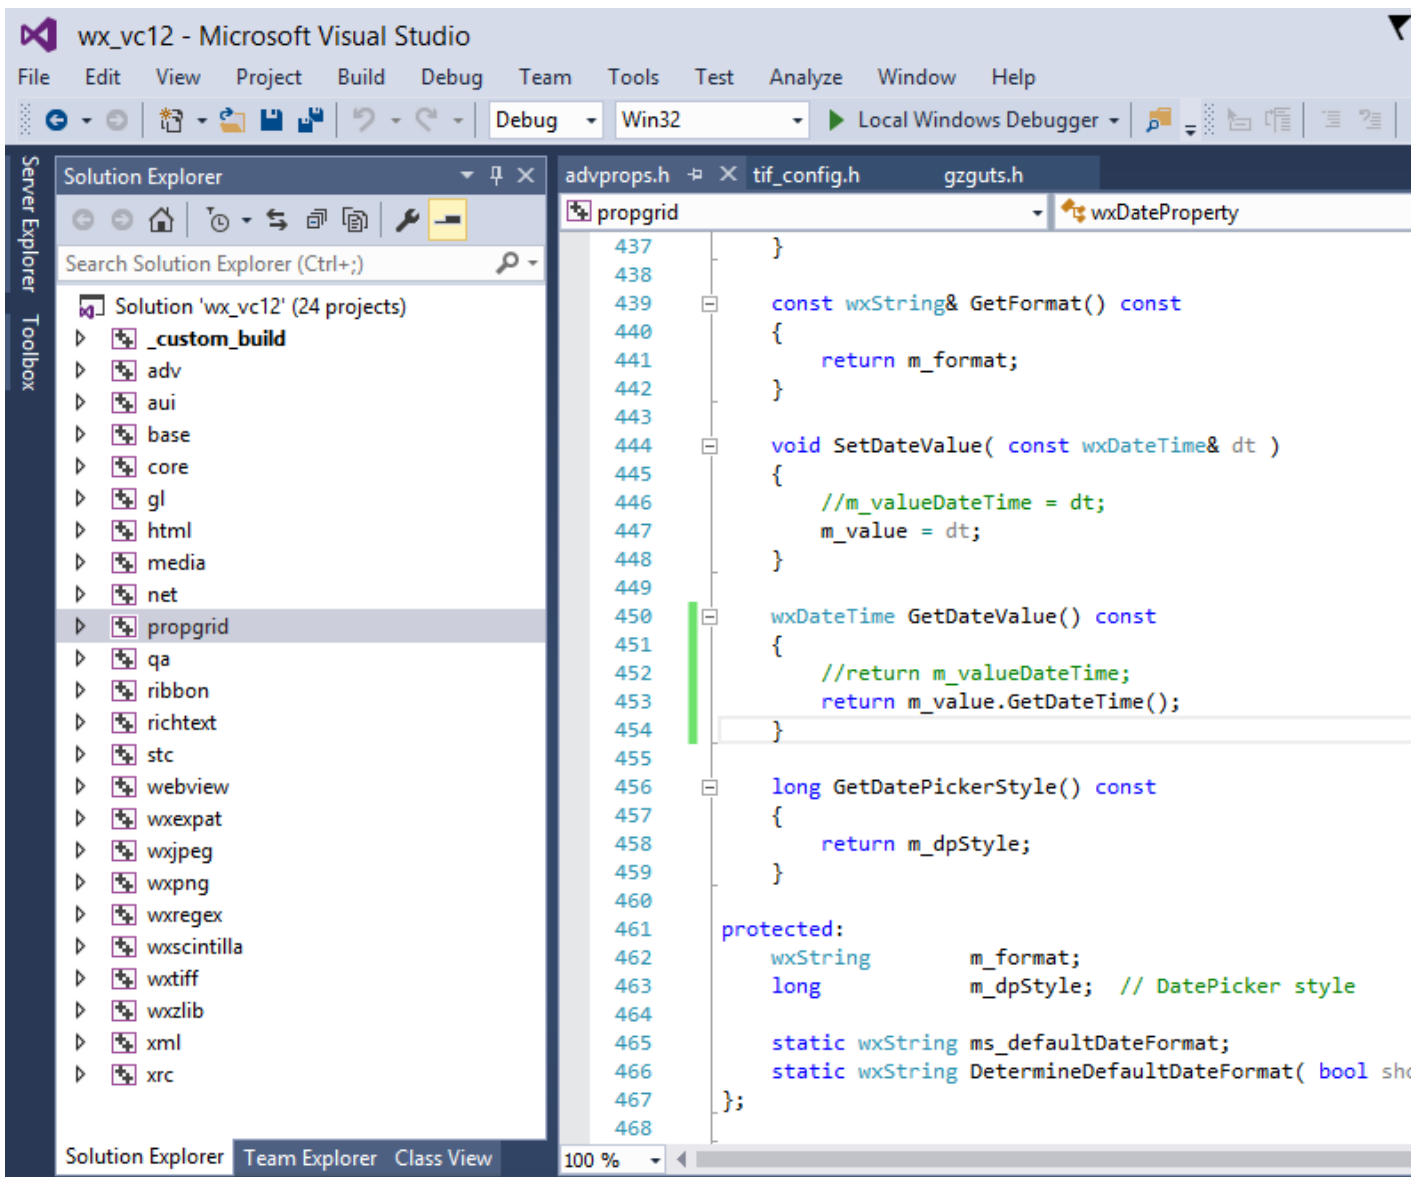 wx_vc12 - Microsoft Visual Studio
File Edit View Project Build Debug Team Tools Test Analyze Window Help
Debug Win32 Local Windows Debugger
Server Explorer
Toolbox
Solution Explorer
Search Solution Explorer (Ctrl+;)
Solution 'wx_vc12' (24 projects)
_custom_build
adv
aui
base
core
gl
html
media
net
propgrid
qa
ribbon
richtext
stc
webview
wxexpat
wxjpeg
wxpng
wxregex
wxscintilla
wxtiff
wxzlib
xml
xrc
Solution Explorer Team Explorer Class View
advprops.h tif_config.h gzguts.h
propgrid wxDateProperty
437 }
438
439 const wxString& GetFormat() const
440 {
441 return m_format;
442 }
443
444 void SetDateValue( const wxDateTime& dt )
445 {
446 //m_valueDateTime = dt;
447 m_value = dt;
448 }
449
450 wxDateTime GetDateValue() const
451 {
452 //return m_valueDateTime;
453 return m_value.GetDateTime();
454 }
455
456 long GetDatePickerStyle() const
457 {
458 return m_dpStyle;
459 }
460
461 protected:
462 wxString m_format;
463 long m_dpStyle; // DatePicker style
464
465 static wxString ms_defaultDateFormat;
466 static wxString DetermineDefaultDateFormat( bool sho
467 };
468
100 %